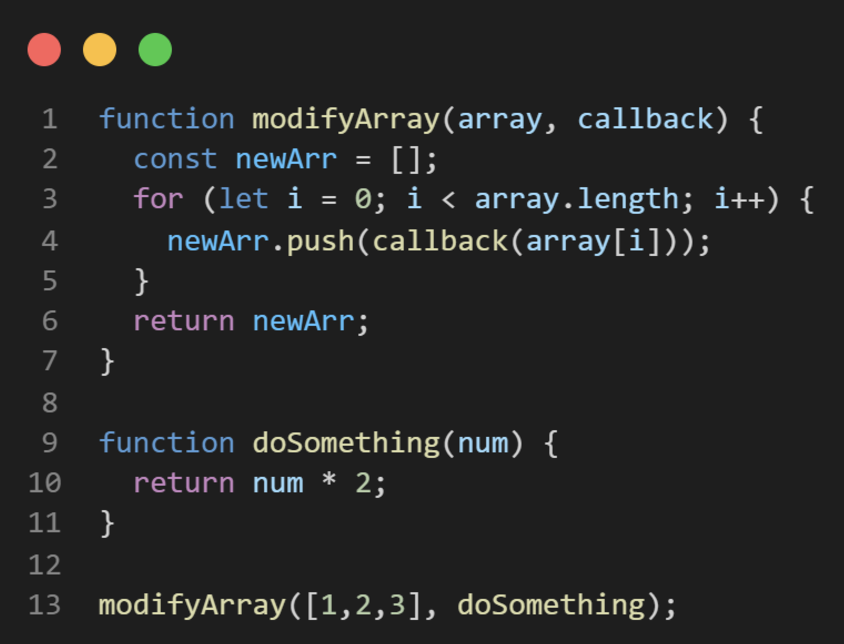 1 function modifyArray(array, callback) {
2   const newArr = [];
3   for (let i = 0; i < array.length; i++) {
4     newArr.push(callback(array[i]));
5   }
6   return newArr;
7 }
8
9 function doSomething(num) {
10   return num * 2;
11 }
12
13 modifyArray([1,2,3], doSomething);